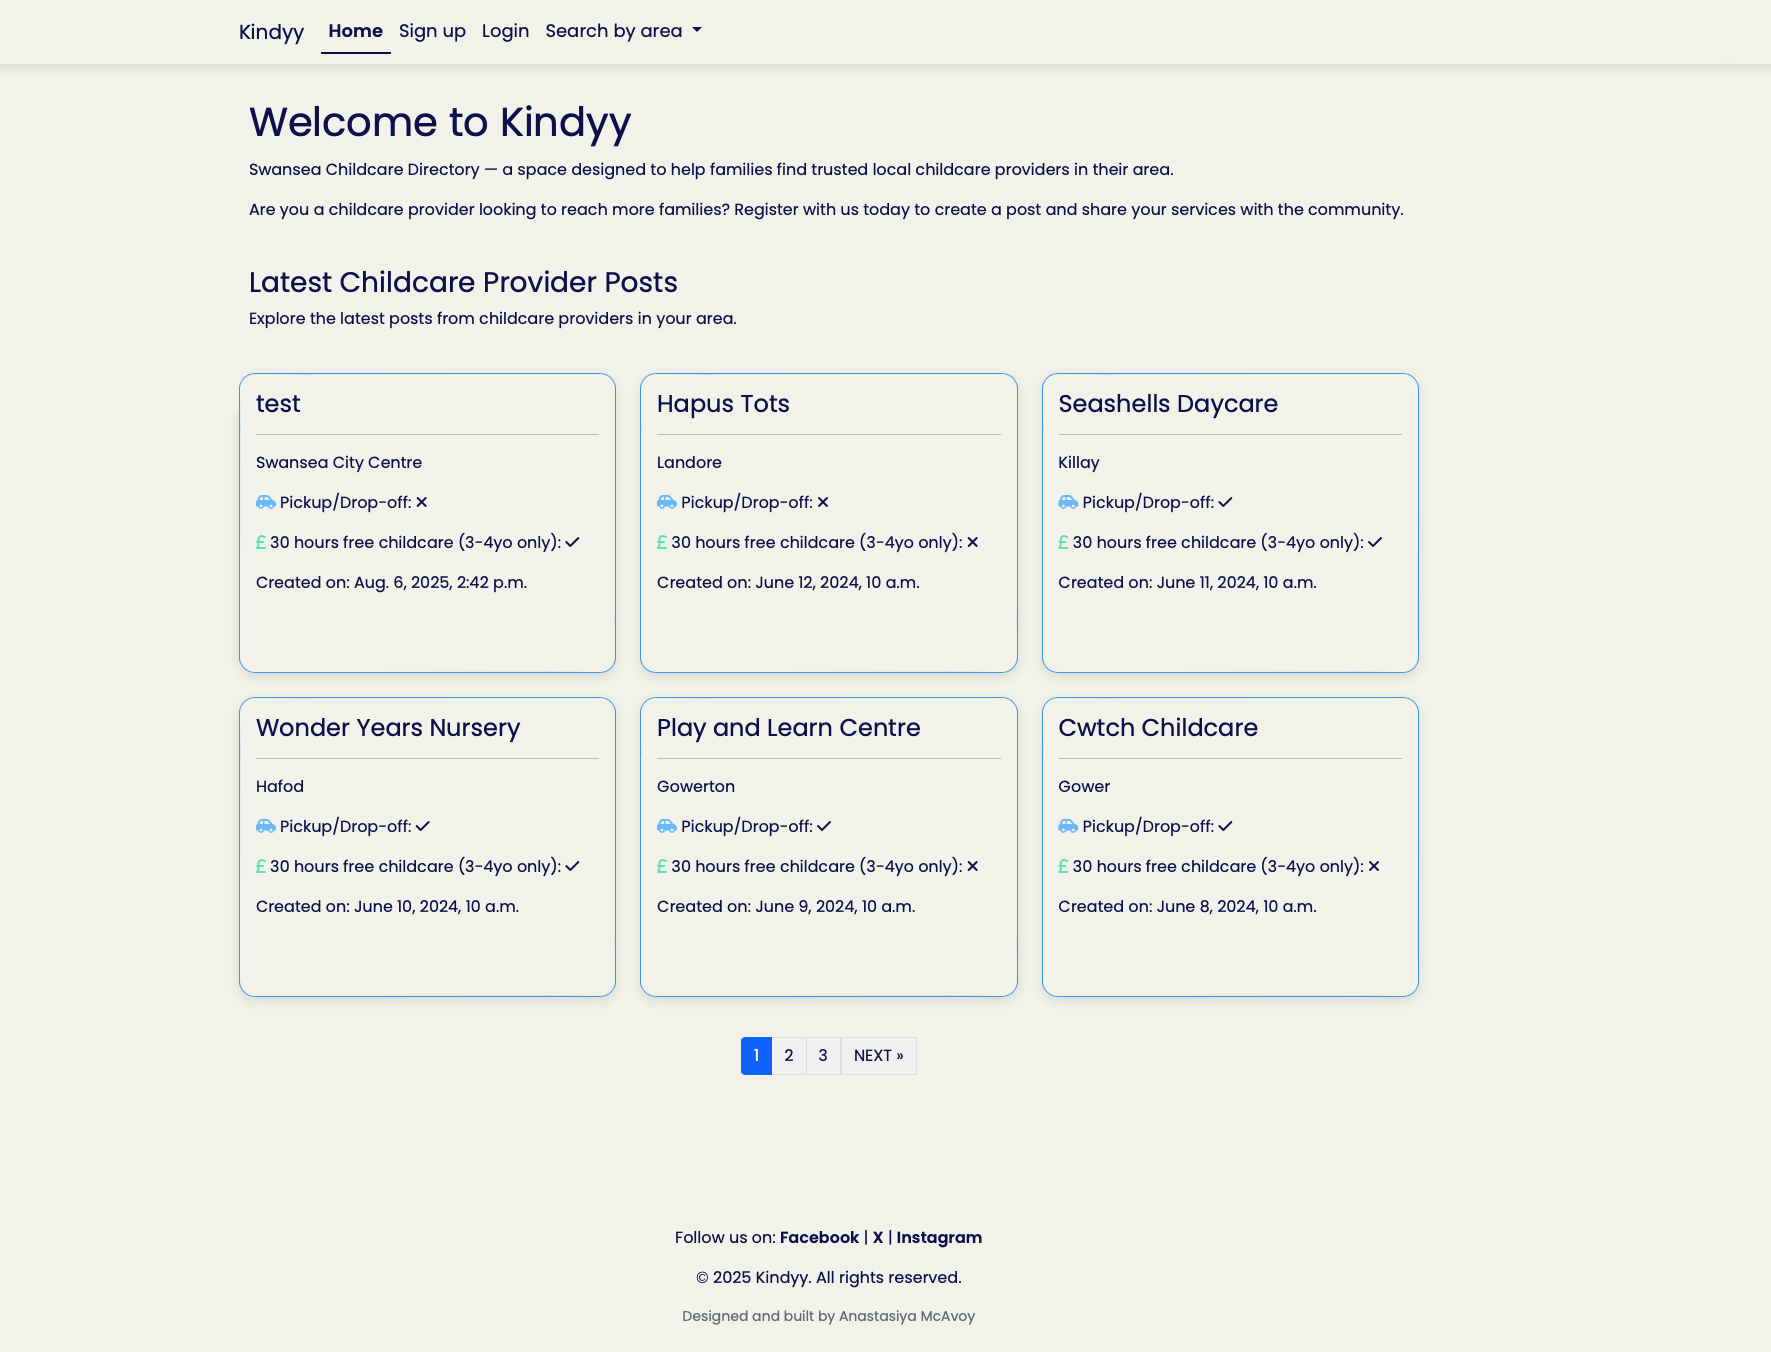 Kindyy Home Sign up Login Search by area
Welcome to Kindyy
Swansea Childcare Directory — a space designed to help families find trusted local childcare providers in their area.
Are you a childcare provider looking to reach more families? Register with us today to create a post and share your services with the community.
Latest Childcare Provider Posts
Explore the latest posts from childcare providers in your area.
test
Swansea City Centre
Pickup/Drop-off: ✕
£ 30 hours free childcare (3-4yo only): ✓
Created on: Aug. 6, 2025, 2:42 p.m.
Hapus Tots
Landore
Pickup/Drop-off: ✕
£ 30 hours free childcare (3-4yo only): ✕
Created on: June 12, 2024, 10 a.m.
Seashells Daycare
Killay
Pickup/Drop-off: ✓
£ 30 hours free childcare (3-4yo only): ✓
Created on: June 11, 2024, 10 a.m.
Wonder Years Nursery
Hafod
Pickup/Drop-off: ✓
£ 30 hours free childcare (3-4yo only): ✓
Created on: June 10, 2024, 10 a.m.
Play and Learn Centre
Gowerton
Pickup/Drop-off: ✓
£ 30 hours free childcare (3-4yo only): ✕
Created on: June 9, 2024, 10 a.m.
Cwtch Childcare
Gower
Pickup/Drop-off: ✓
£ 30 hours free childcare (3-4yo only): ✕
Created on: June 8, 2024, 10 a.m.
1 2 3 NEXT »
Follow us on: Facebook | X | Instagram
© 2025 Kindyy. All rights reserved.
Designed and built by Anastasiya McAvoy